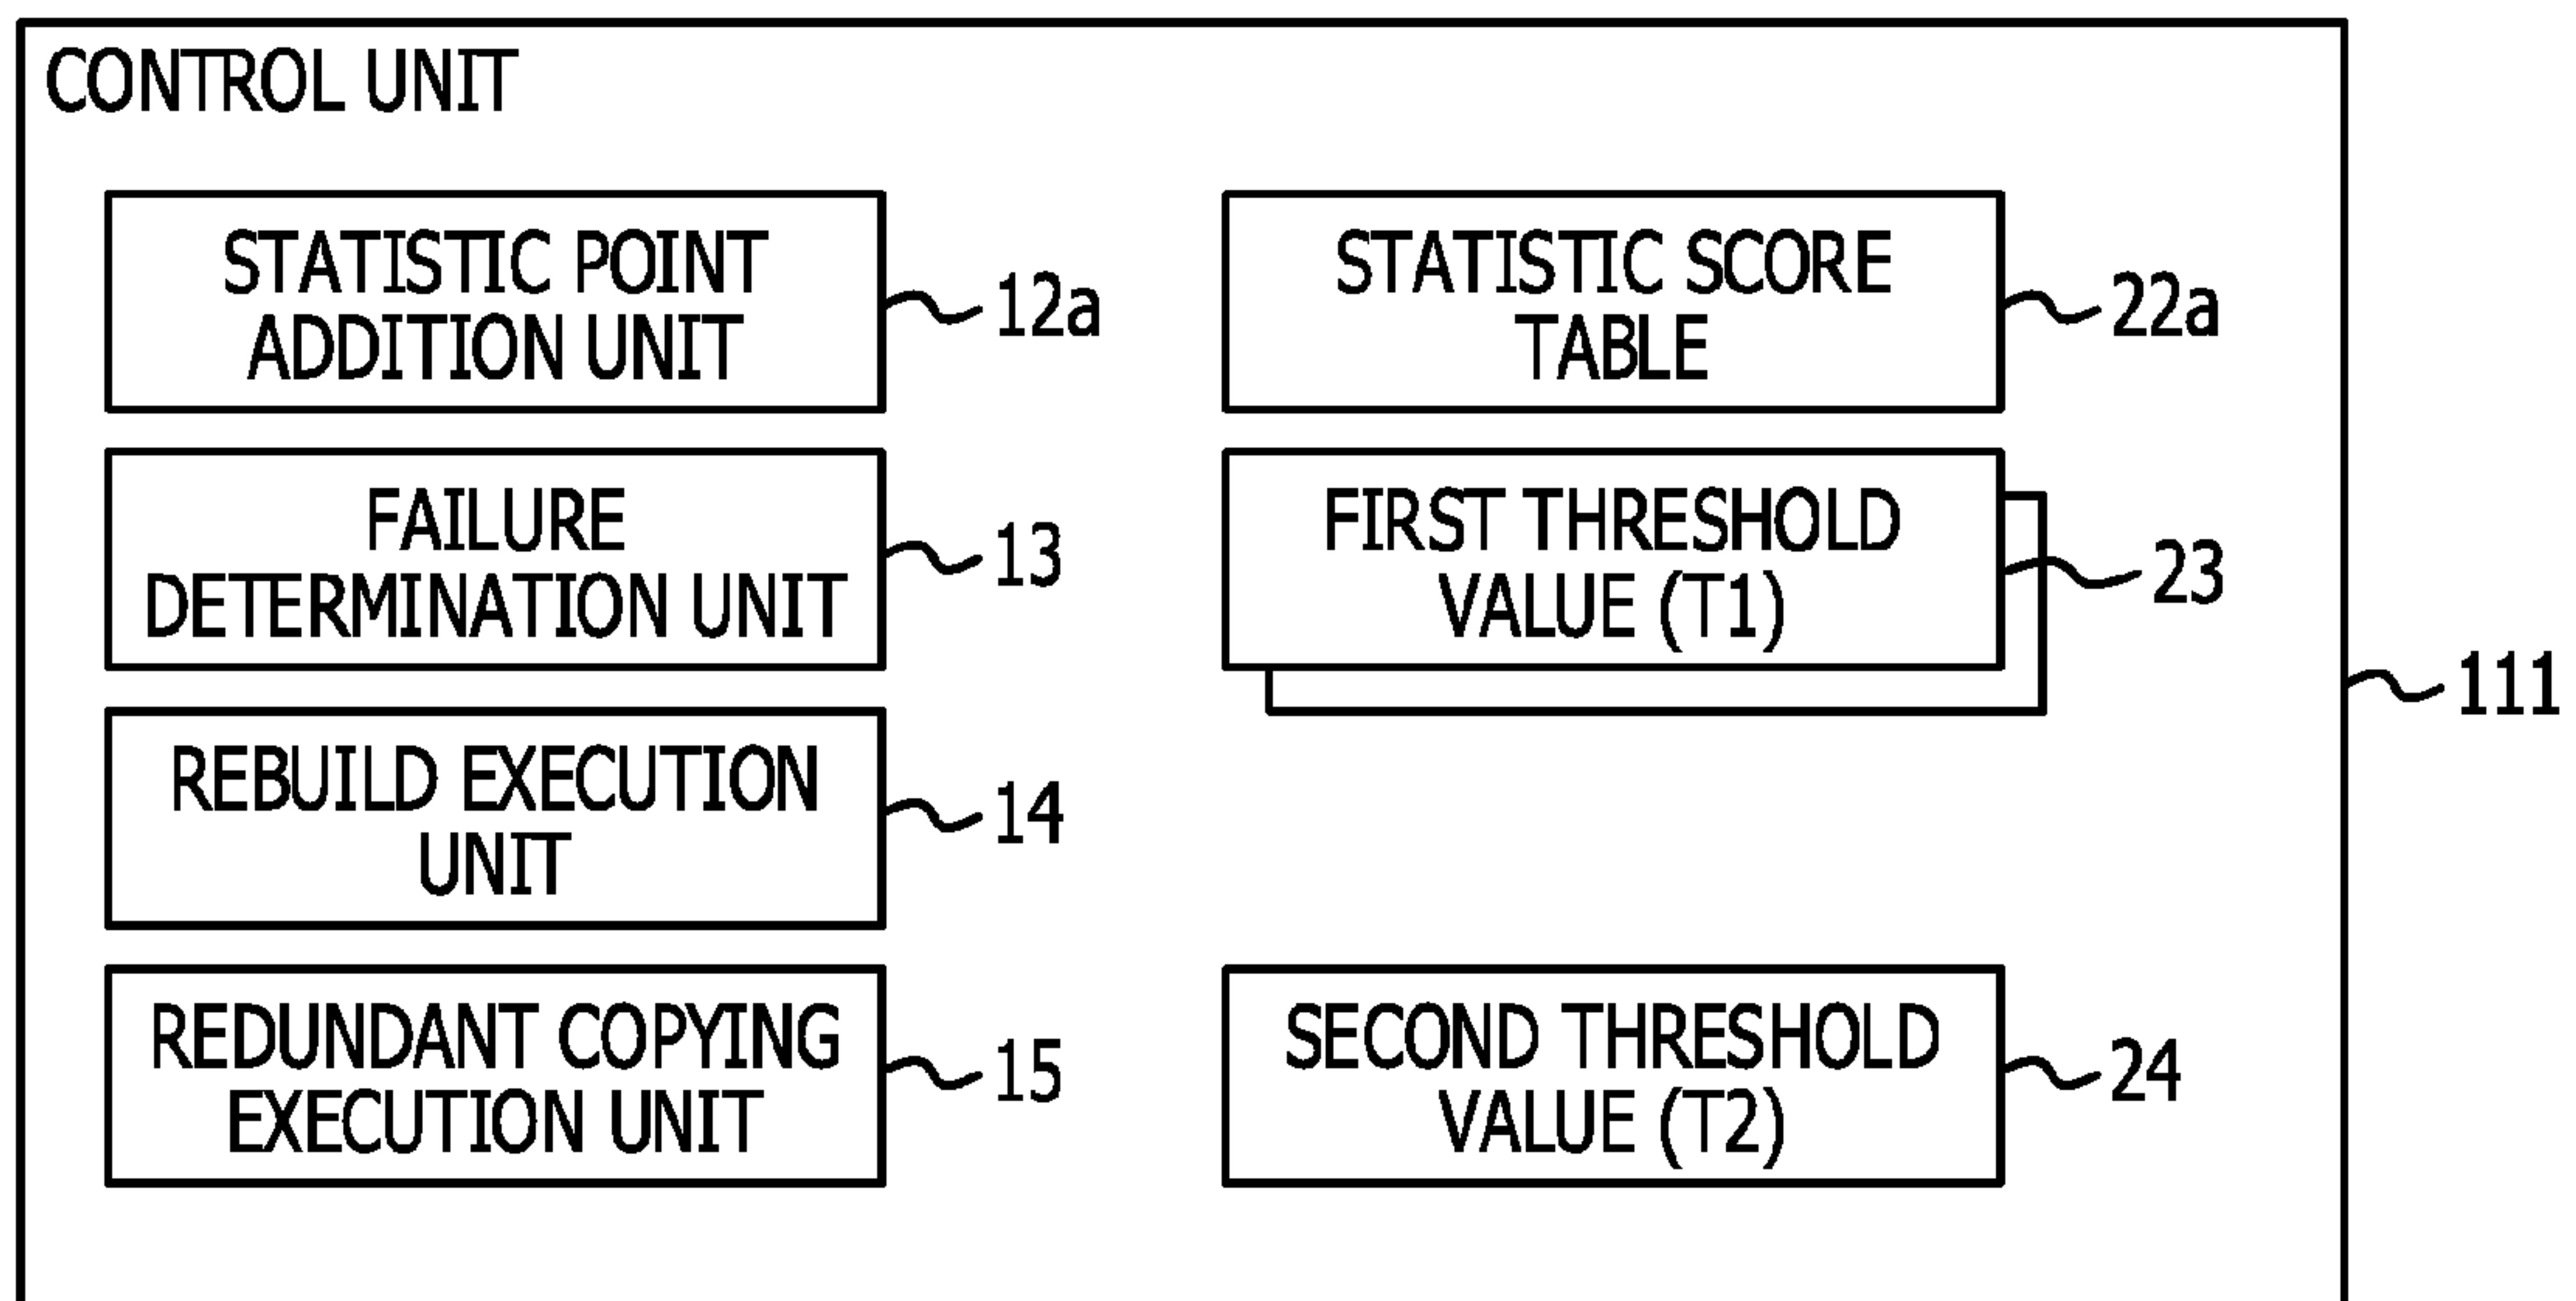 CONTROL UNIT
STATISTIC POINT
ADDITION UNIT
12a
STATISTIC SCORE
TABLE
22a
FAILURE
DETERMINATION UNIT
13
FIRST THRESHOLD
VALUE (T1)
23
111
REBUILD EXECUTION
UNIT
14
REDUNDANT COPYING
EXECUTION UNIT
15
SECOND THRESHOLD
VALUE (T2)
24